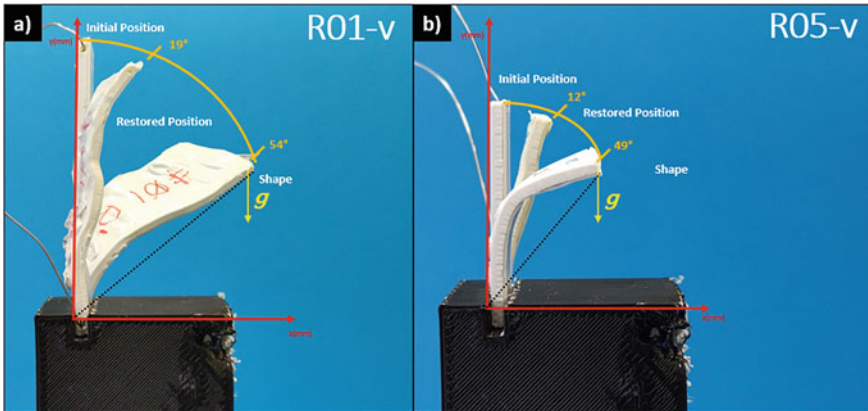 a)
R01-v
Initial Position
y(mm)
19°
Restored Position
54°
Shape
g
x(mm)
b)
R05-v
y(mm)
Initial Position
12°
Restored Position
49°
Shape
g
x(mm)